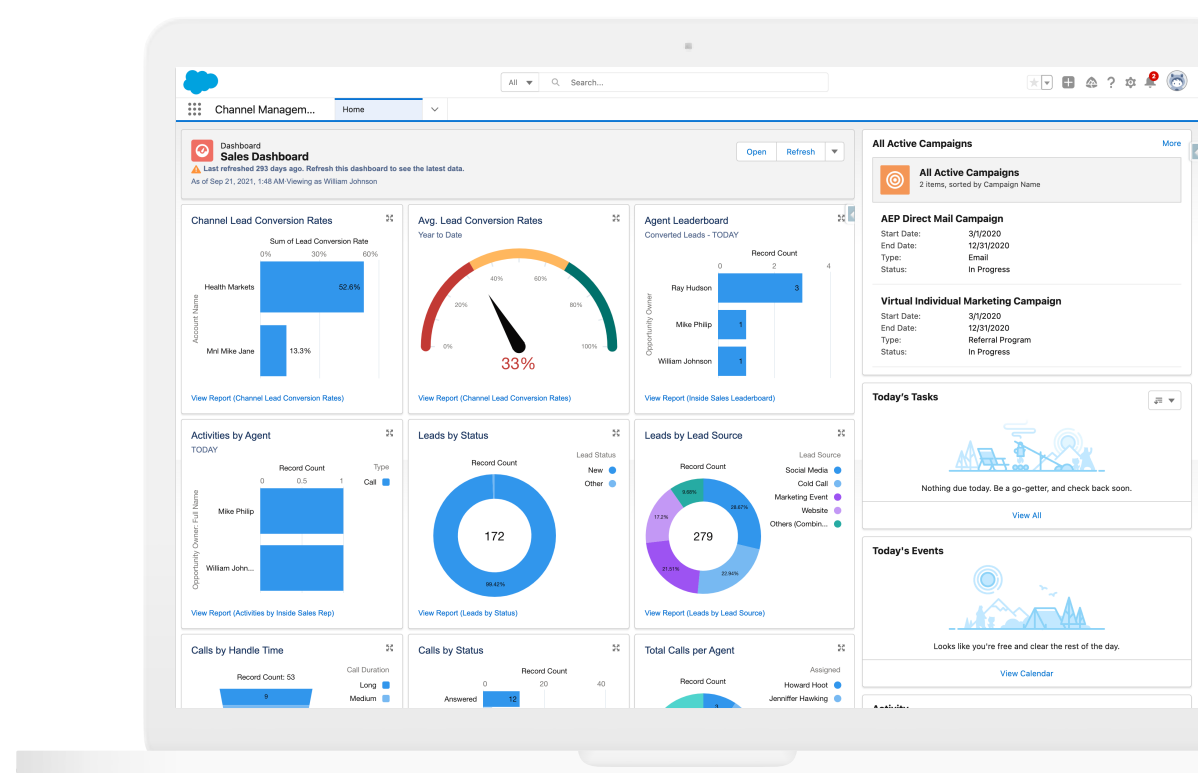 All
Search...
2
Channel Managem...
Home
Dashboard
Sales Dashboard
Last refreshed 293 days ago. Refresh this dashboard to see the latest data.
As of Sep 21, 2021, 1:48 AM·Viewing as William Johnson
Open
Refresh
Channel Lead Conversion Rates
Sum of Lead Conversion Rate
0% 30% 60%
Account Name
Health Markets
52.6%
Mnl Mike Jane
13.3%
View Report (Channel Lead Conversion Rates)
Avg. Lead Conversion Rates
Year to Date
40% 60%
20% 80%
0% 100%
33%
View Report (Channel Lead Conversion Rates)
Agent Leaderboard
Converted Leads - TODAY
Record Count
0 2 4
Opportunity Owner
Ray Hudson
3
Mike Philip
1
William Johnson
1
View Report (Inside Sales Leaderboard)
Activities by Agent
TODAY
Record Count
Type
0 0.5 1
Call
Opportunity Owner: Full Name
Mike Philip
William John...
View Report (Activities by Inside Sales Rep)
Leads by Status
Lead Status
Record Count
New
Other
172
99.42%
View Report (Leads by Status)
Leads by Lead Source
Lead Source
Record Count
Social Media
Cold Call
Marketing Event
Website
Others (Combin...
9.68%
28.67%
17.2%
279
21.51%
22.94%
View Report (Leads by Lead Source)
Calls by Handle Time
Call Duration
Record Count: 53
Long
Medium
9
Calls by Status
Record Count
0 20 40
Answered
12
Total Calls per Agent
Assigned
Record Count
Howard Hoot
Jenniffer Hawking
All Active Campaigns
More
All Active Campaigns
2 items, sorted by Campaign Name
AEP Direct Mail Campaign
Start Date: 3/1/2020
End Date: 12/31/2020
Type: Email
Status: In Progress
Virtual Individual Marketing Campaign
Start Date: 3/1/2020
End Date: 12/31/2020
Type: Referral Program
Status: In Progress
Today's Tasks
Nothing due today. Be a go-getter, and check back soon.
View All
Today's Events
Looks like you're free and clear the rest of the day.
View Calendar